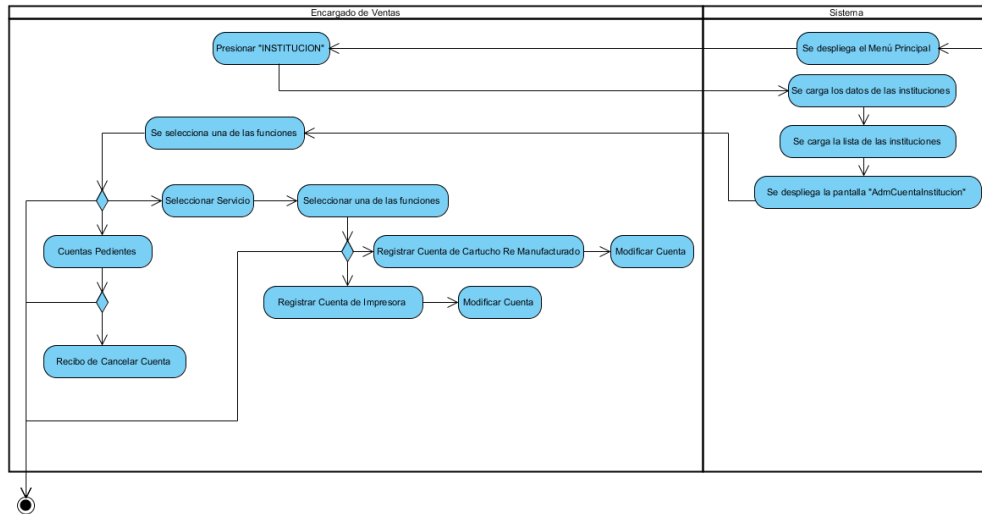 Encargado de Ventas
Sistema
Presionar "INSTITUCION"
Se despliega el Menú Principal
Se carga los datos de las instituciones
Se selecciona una de las funciones
Se carga la lista de las instituciones
Se despliega la pantalla "AdmCuentaInstitucion"
Seleccionar Servicio
Seleccionar una de las funciones
Cuentas Pedientes
Registrar Cuenta de Cartucho Re Manufacturado
Modificar Cuenta
Registrar Cuenta de Impresora
Modificar Cuenta
Recibo de Cancelar Cuenta